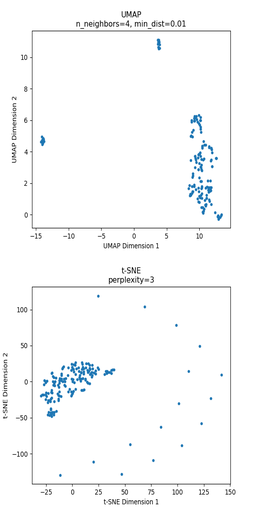 UMAP
n_neighbors=4, min_dist=0.01
10
8
6
4
2
0
UMAP Dimension 2
−15 −10 −5 0 5 10
UMAP Dimension 1
t-SNE
perplexity=3
100
50
0
−50
−100
t-SNE Dimension 2
−25 0 25 50 75 100 125 150
t-SNE Dimension 1